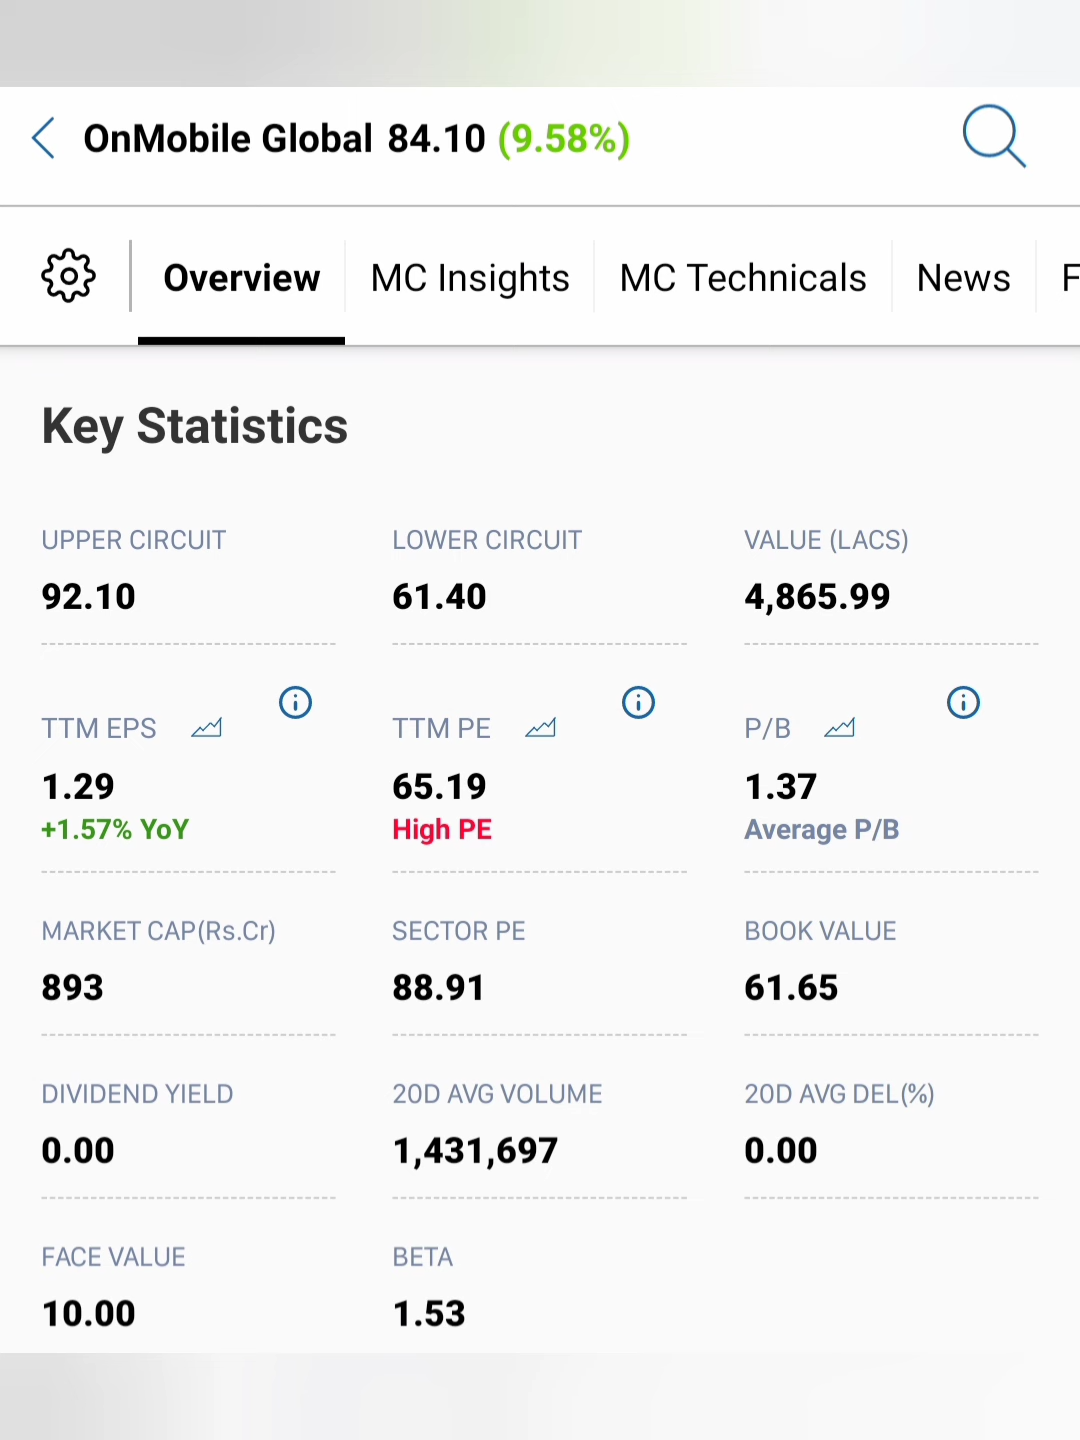 OnMobile Global 84.10 (9.58%)
Overview MC Insights MC Technicals News F
Key Statistics
UPPER CIRCUIT LOWER CIRCUIT VALUE (LACS)
92.10 61.40 4,865.99
TTM EPS TTM PE P/B
1.29 65.19 1.37
+1.57% YoY High PE Average P/B
MARKET CAP(Rs.Cr) SECTOR PE BOOK VALUE
893 88.91 61.65
DIVIDEND YIELD 20D AVG VOLUME 20D AVG DEL(%)
0.00 1,431,697 0.00
FACE VALUE BETA
10.00 1.53